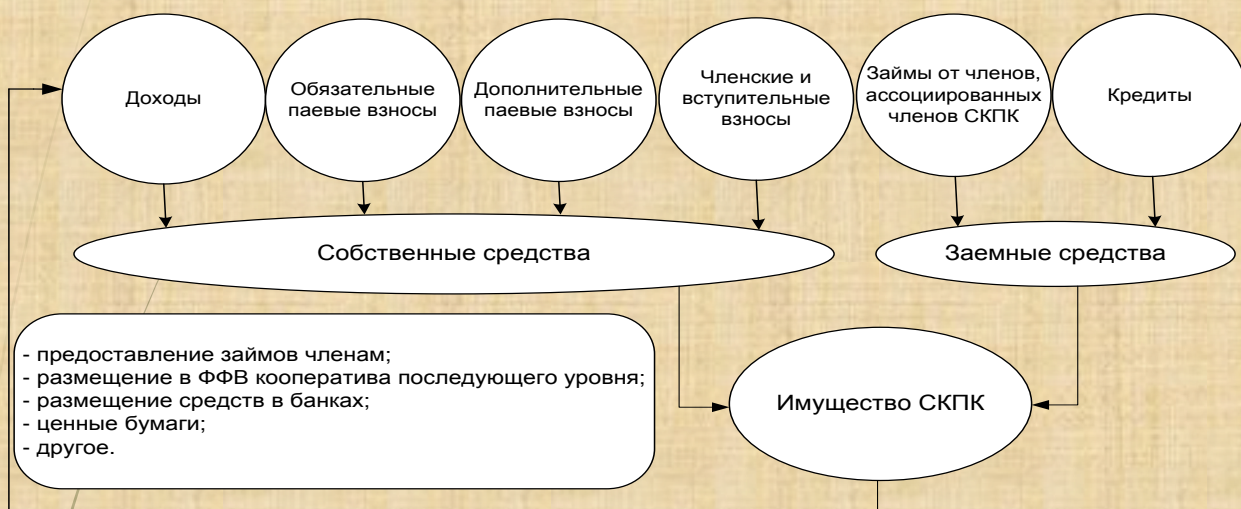 Доходы
Обязательные
паевые взносы
Дополнительные
паевые взносы
Членские и
вступительные
взносы
Займы от членов,
ассоциированных
членов СКПК
Кредиты
Собственные средства
Заемные средства
- предоставление займов членам;
- размещение в ФФВ кооператива последующего уровня;
- размещение средств в банках;
- ценные бумаги;
- другое.
Имущество СКПК